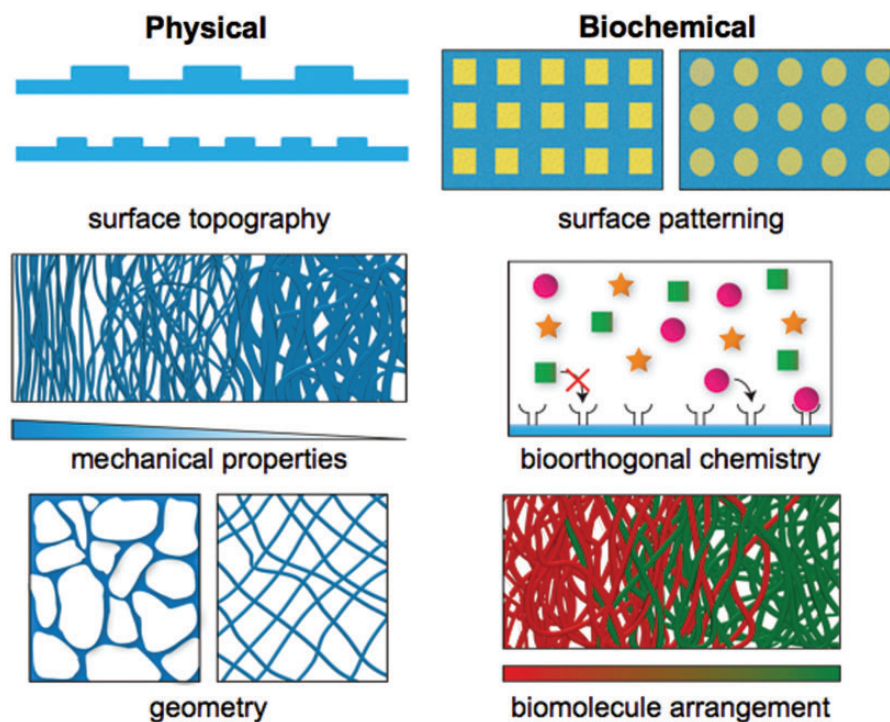 Physical
Biochemical
surface topography
surface patterning
mechanical properties
bioorthogonal chemistry
geometry
biomolecule arrangement